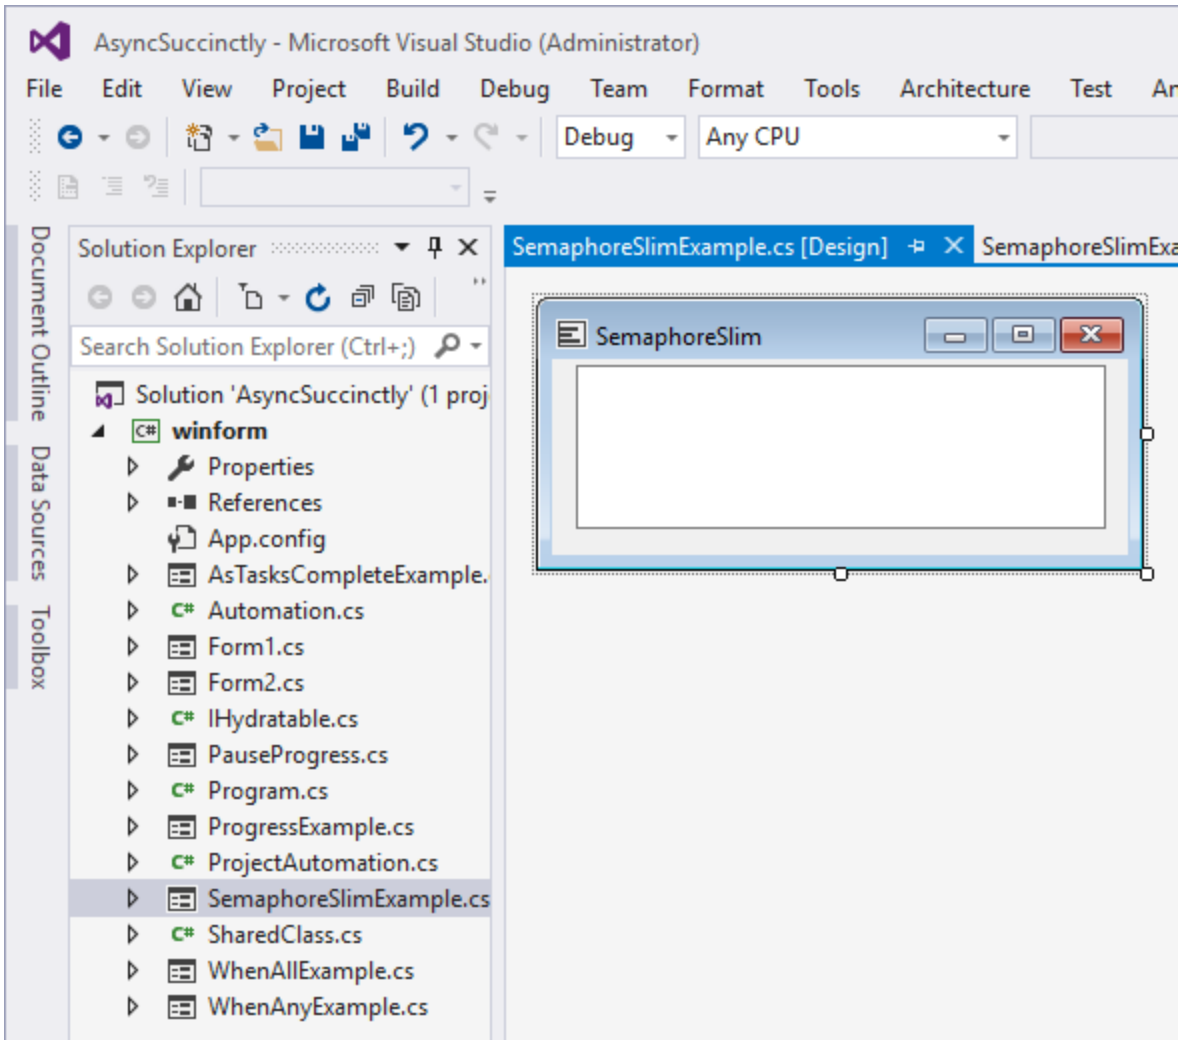 AsyncSuccinctly - Microsoft Visual Studio (Administrator)
File Edit View Project Build Debug Team Format Tools Architecture Test An
Debug Any CPU
Document Outline
Data Sources
Toolbox
Solution Explorer
Search Solution Explorer (Ctrl+;)
Solution 'AsyncSuccinctly' (1 proj
C# winform
Properties
References
App.config
AsTasksCompleteExample.
C# Automation.cs
Form1.cs
Form2.cs
C# IHydratable.cs
PauseProgress.cs
C# Program.cs
ProgressExample.cs
C# ProjectAutomation.cs
SemaphoreSlimExample.cs
C# SharedClass.cs
WhenAllExample.cs
WhenAnyExample.cs
SemaphoreSlimExample.cs [Design] SemaphoreSlimExa
SemaphoreSlim